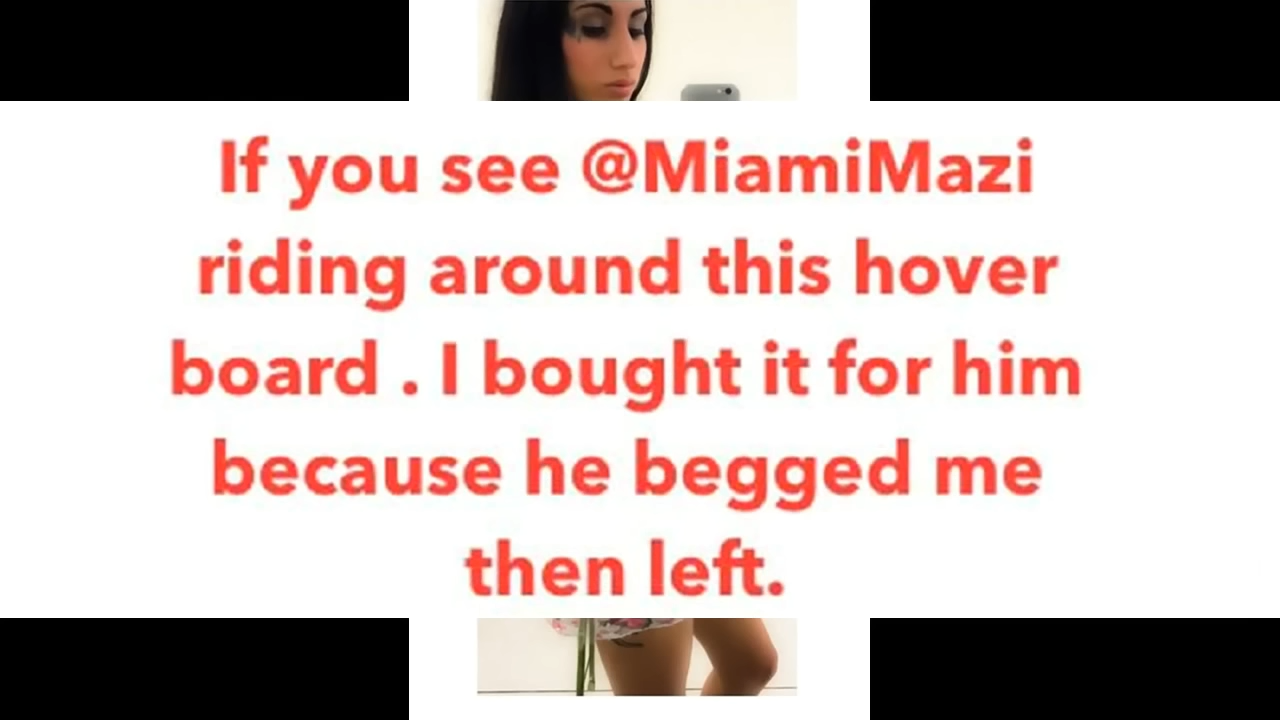 If you see @MiamiMazi
riding around this hover
board . I bought it for him
because he begged me
then left.